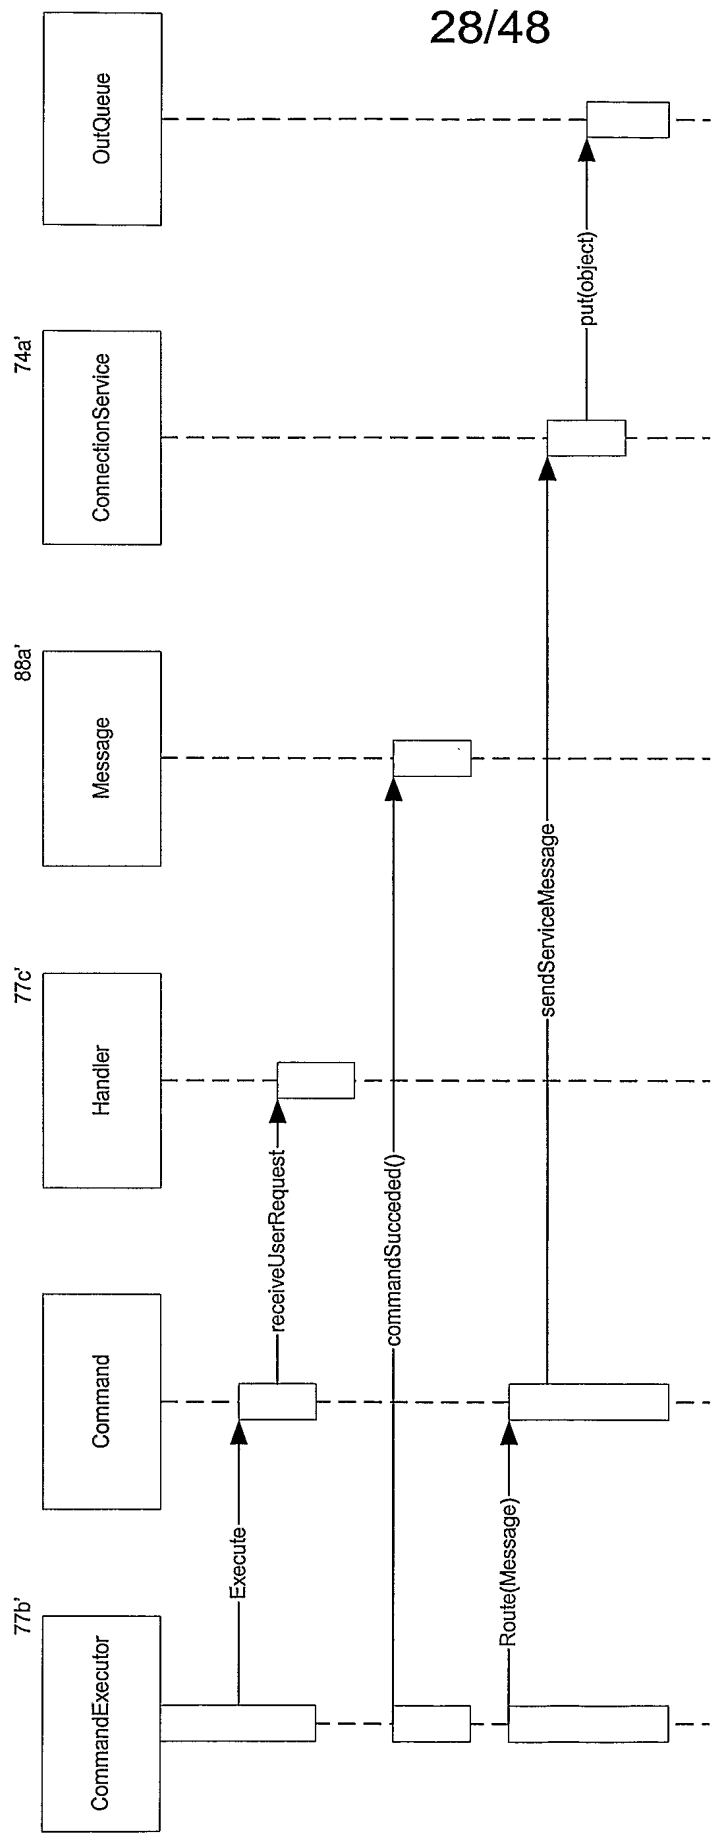 28/48
77b'
77c'
88a'
74a'
CommandExecutor
Command
Handler
Message
ConnectionService
OutQueue
Execute
receiveUserRequest
commandSucceded()
Route(Message)
sendServiceMessage
put(object)